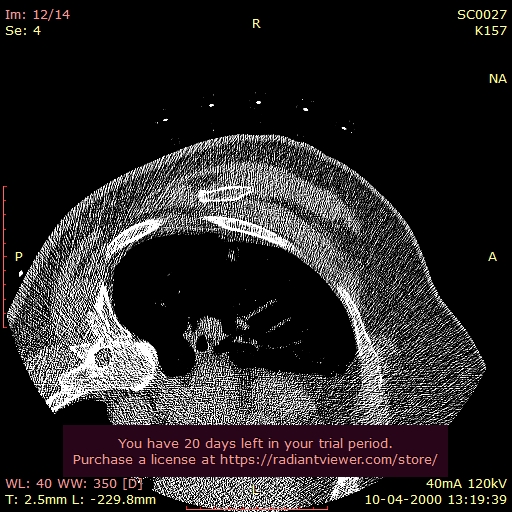 Im: 12/14
Se: 4
R
SC0027
K157
NA
P
A
You have 20 days left in your trial period.
Purchase a license at https://radiantviewer.com/store/
WL: 40 WW: 350 [D]
T: 2.5mm L: -229.8mm
L
40mA 120kV
10-04-2000 13:19:39